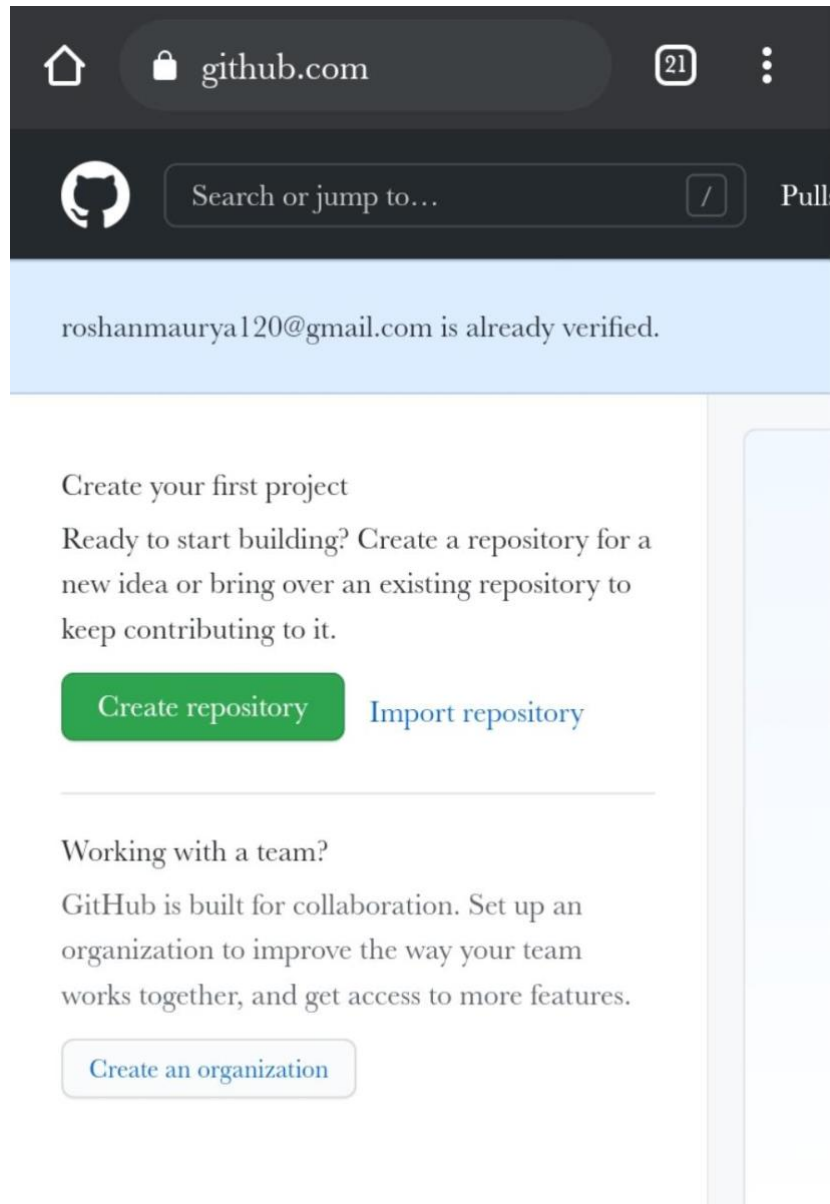 github.com
21
Search or jump to...
/
Pull
roshanmaurya120@gmail.com is already verified.
Create your first project
Ready to start building? Create a repository for a
new idea or bring over an existing repository to
keep contributing to it.
Create repository
Import repository
Working with a team?
GitHub is built for collaboration. Set up an
organization to improve the way your team
works together, and get access to more features.
Create an organization